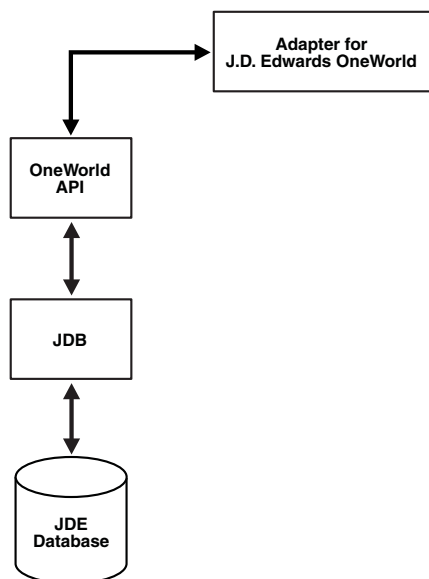 Adapter for
J.D. Edwards OneWorld
OneWorld
API
JDB
JDE
Database